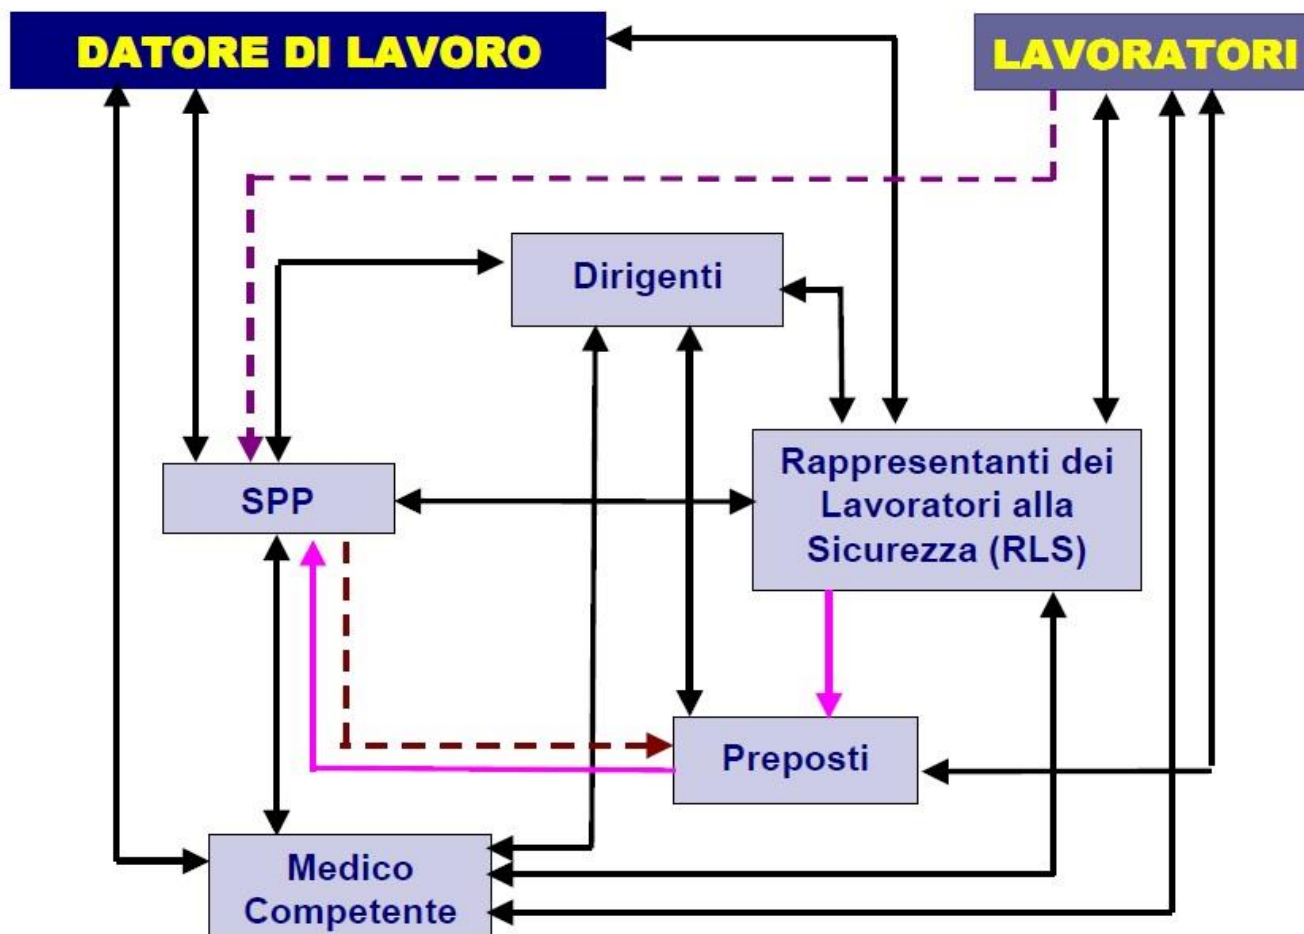 DATORE DI LAVORO
LAVORATORI
Dirigenti
Rappresentanti dei
Lavoratori alla
Sicurezza (RLS)
SPP
Preposti
Medico
Competente